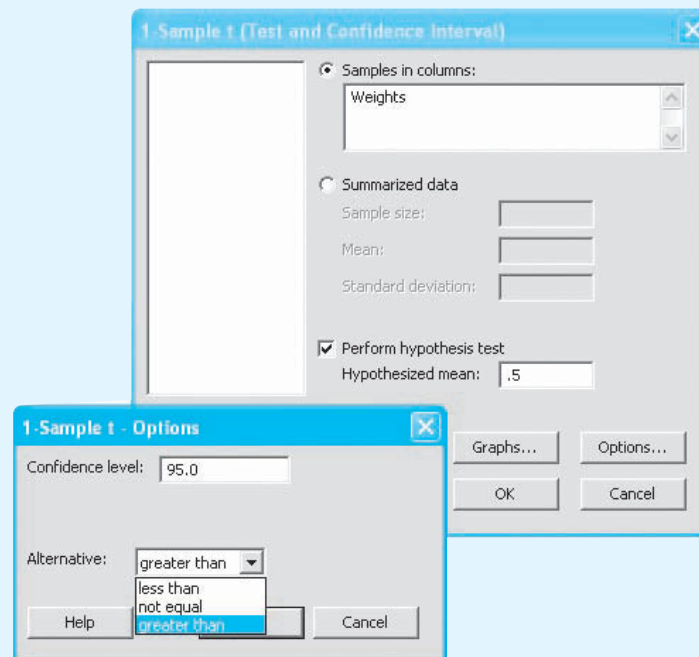 1-Sample t (Test and Confidence Interval)
Samples in columns:
Weights
Summarized data
Sample size:
Mean:
Standard deviation:
Perform hypothesis test
Hypothesized mean: .5
Graphs... Options...
OK Cancel
1-Sample t - Options
Confidence level: 95.0
Alternative: greater than
less than
not equal
greater than
Help Cancel